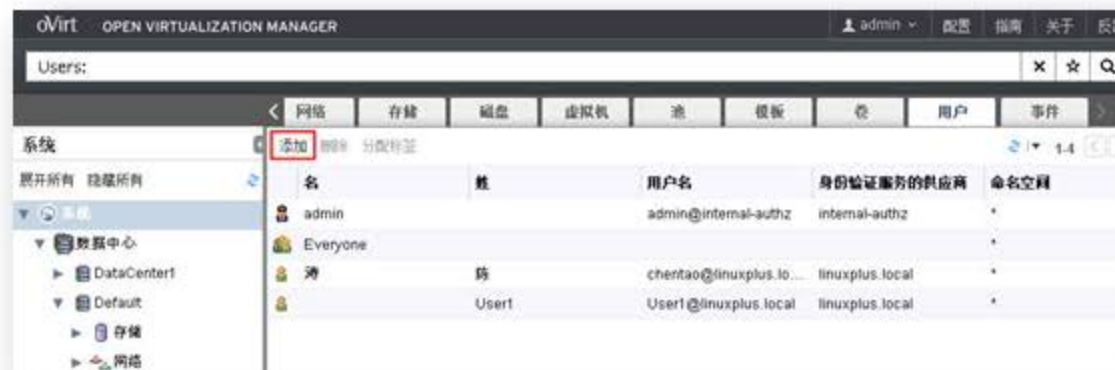 oVirt OPEN VIRTUALIZATION MANAGER admin 配置 指南 关于
Users:
网络 存储 磁盘 虚拟机 池 模板 卷 用户 事件
系统 添加 删除 分配标签 1-4
展开所有 隐藏所有
名 姓 用户名 身份验证服务的供应商 命名空间
系统 admin admin@internal-authz internal-authz *
数据中心 Everyone *
DataCenter1 涛 陈 chentao@linuxplus.lo... linuxplus.local *
Default User1 User1@linuxplus.local linuxplus.local *
存储
网络